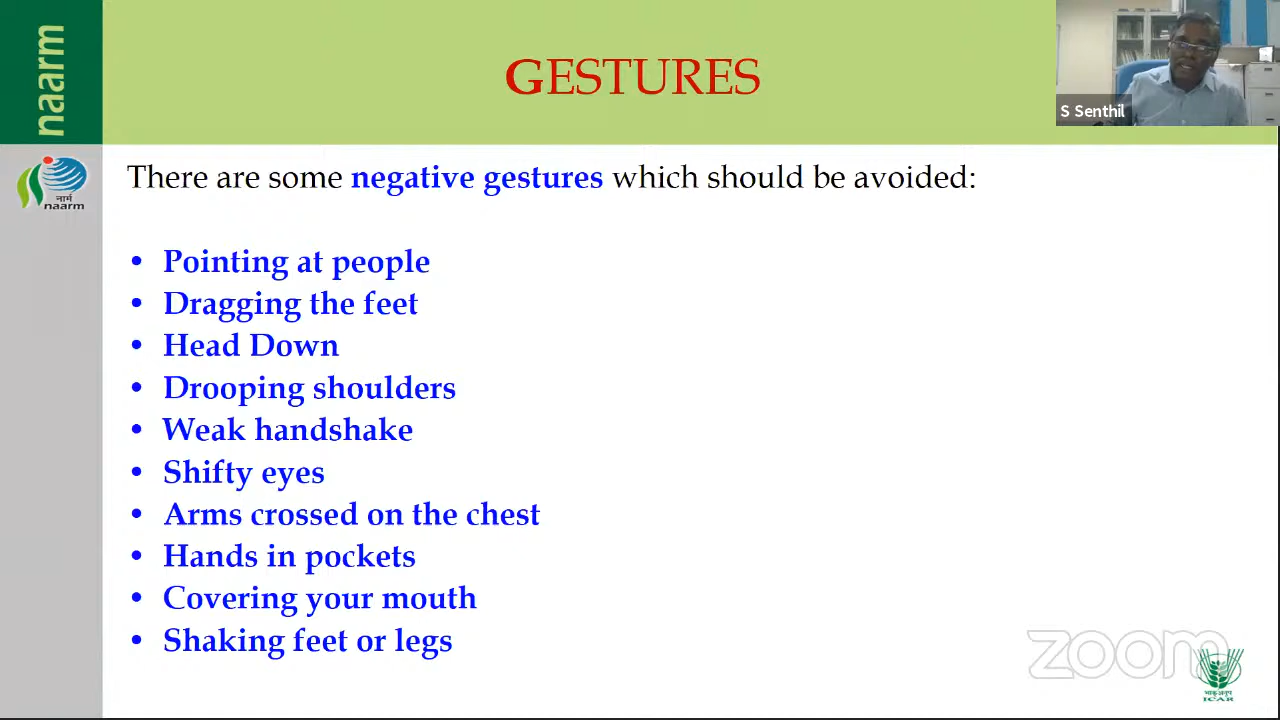 naarm
GESTURES
S Senthil
नार्म
naarm
There are some negative gestures which should be avoided:
• Pointing at people
• Dragging the feet
• Head Down
• Drooping shoulders
• Weak handshake
• Shifty eyes
• Arms crossed on the chest
• Hands in pockets
• Covering your mouth
• Shaking feet or legs
zoom
भाकृअनुप
ICAR